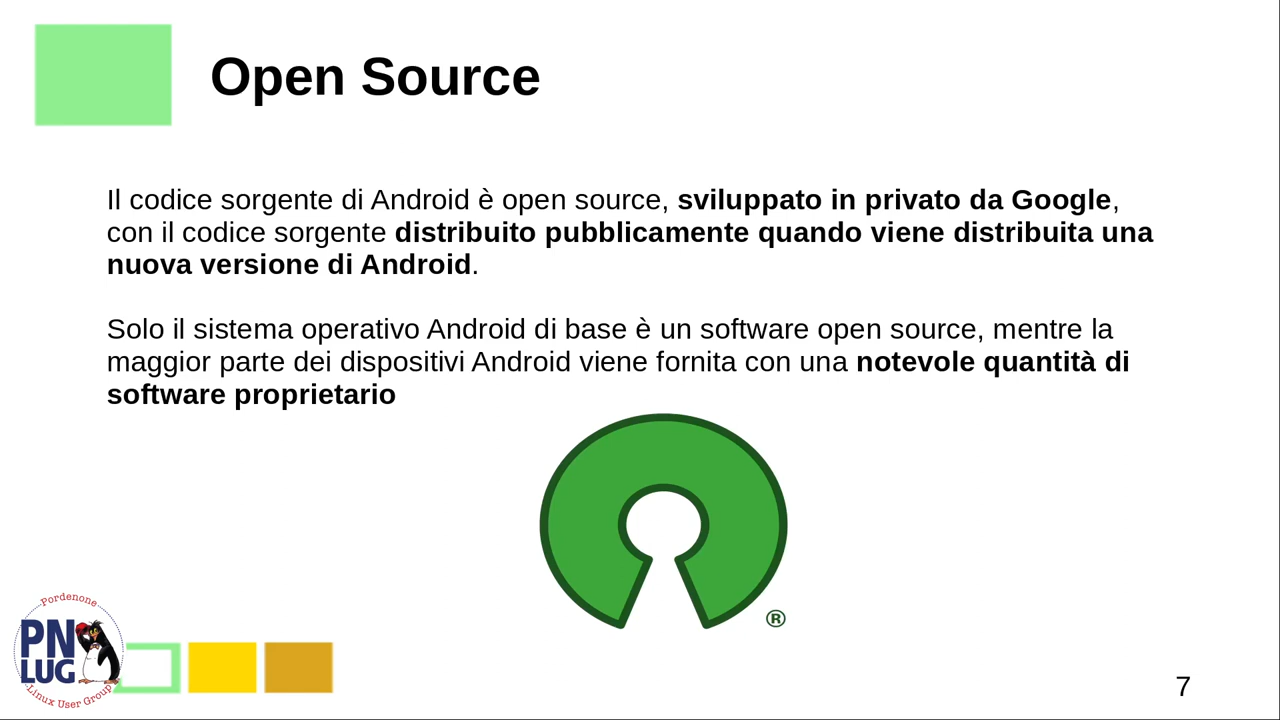 Open Source
Il codice sorgente di Android è open source, sviluppato in privato da Google,
con il codice sorgente distribuito pubblicamente quando viene distribuita una
nuova versione di Android.
Solo il sistema operativo Android di base è un software open source, mentre la
maggior parte dei dispositivi Android viene fornita con una notevole quantità di
software proprietario
®
Pordenone
PN
LUG
Linux User Group
7